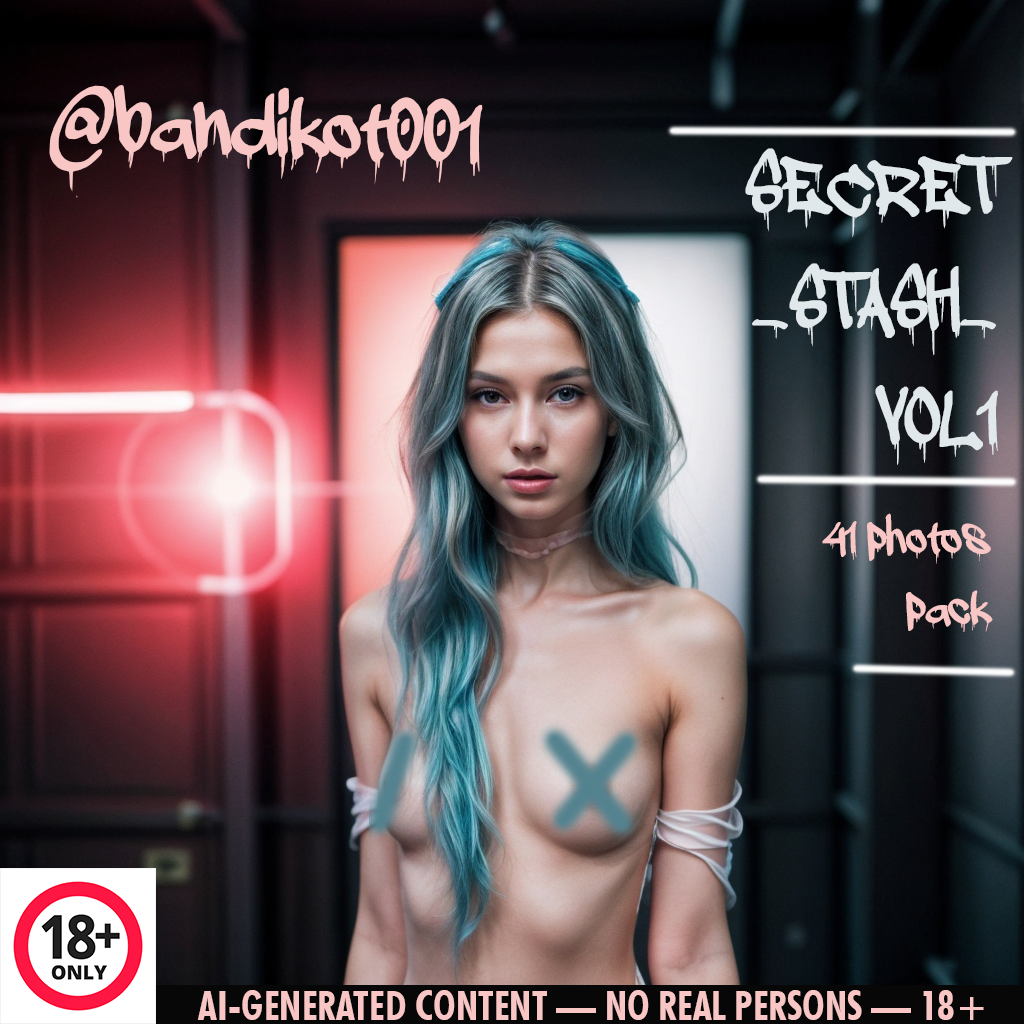 @bandikot001
SECRET
_STASH_
VOL1
41 photos
pack
18+
ONLY
AI-GENERATED CONTENT — NO REAL PERSONS — 18+